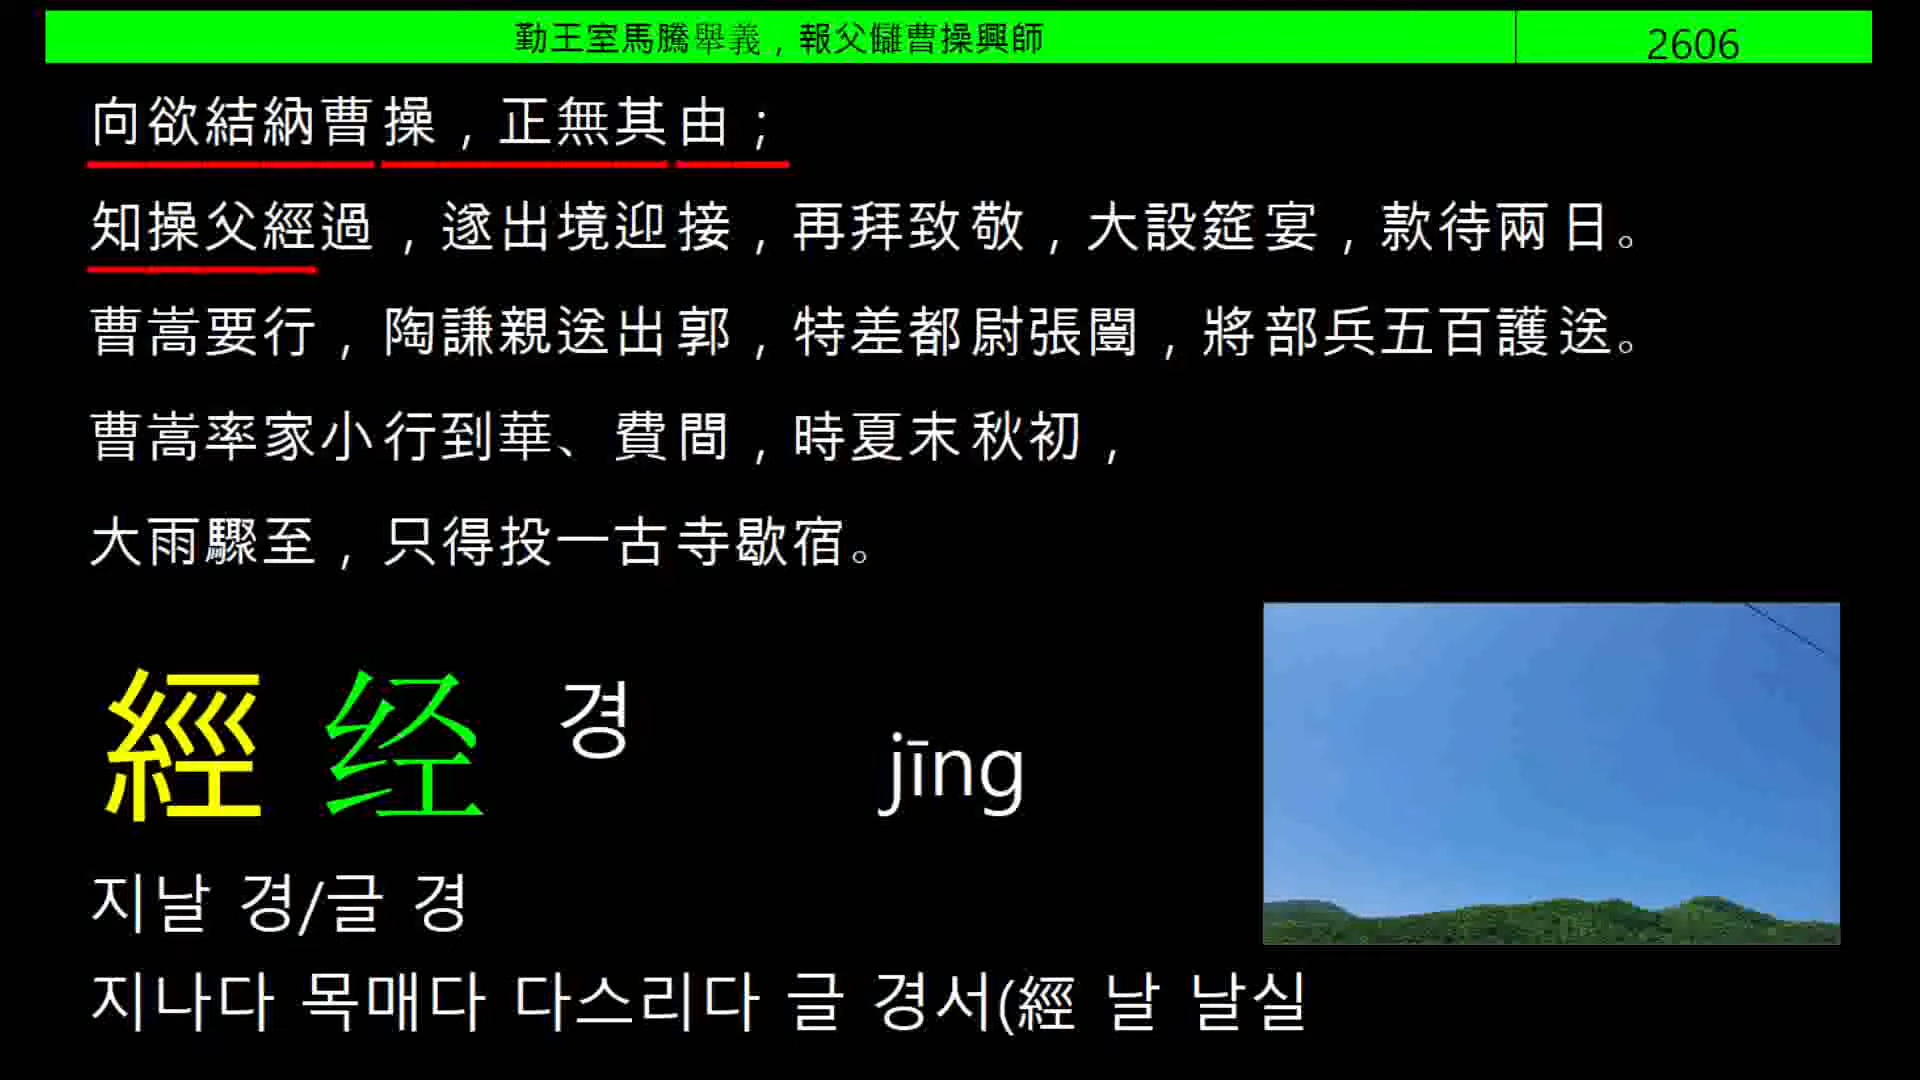 勤王室馬騰舉義，報父讎曹操興師
2606
向欲結納曹操，正無其由；
知操父經過，遂出境迎接，再拜致敬，大設筵宴，款待兩日。
曹嵩要行，陶謙親送出郭，特差都尉張闓，將部兵五百護送。
曹嵩率家小行到華、費間，時夏末秋初，
大雨驟至，只得投一古寺歇宿。
經 经 경 jīng
지날 경/글 경
지나다 목매다 다스리다 글 경서(經 날 날실